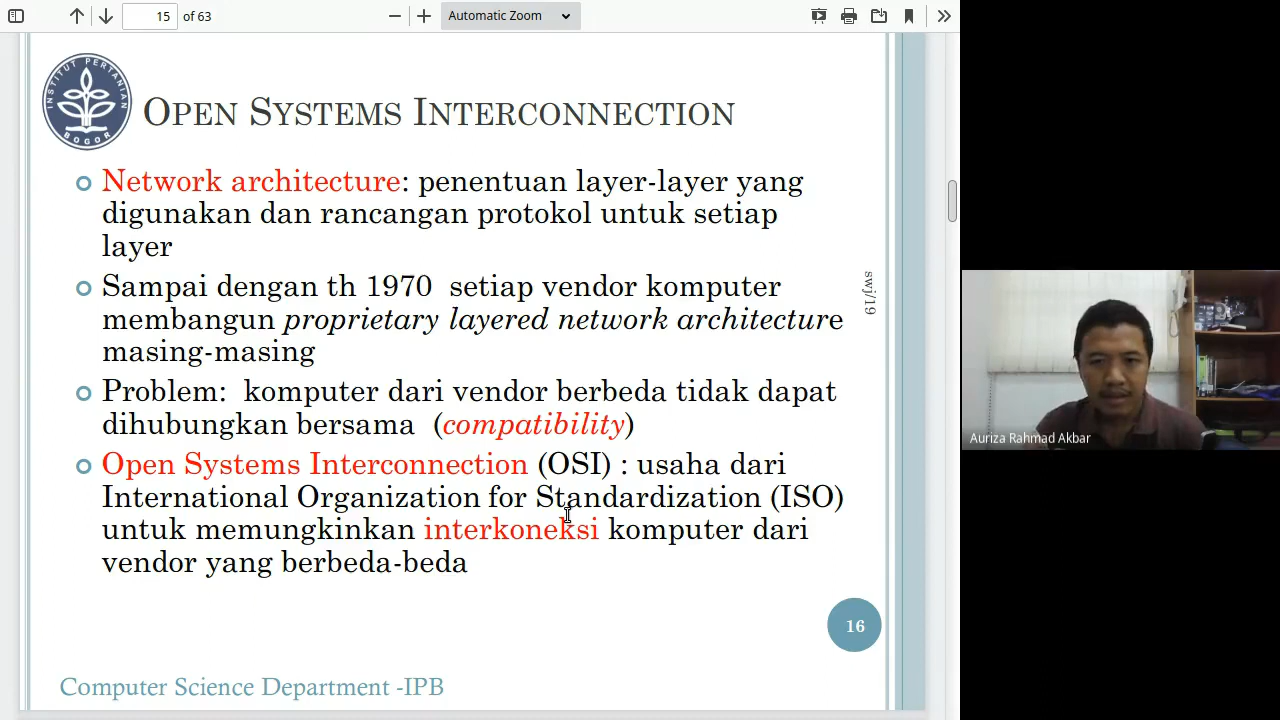 15 of 63
Automatic Zoom
INSTITUT PERTANIAN
BOGOR
OPEN SYSTEMS INTERCONNECTION
Network architecture: penentuan layer-layer yang
digunakan dan rancangan protokol untuk setiap
layer
Sampai dengan th 1970 setiap vendor komputer
membangun proprietary layered network architecture
masing-masing
Problem: komputer dari vendor berbeda tidak dapat
dihubungkan bersama (compatibility)
Open Systems Interconnection (OSI) : usaha dari
International Organization for Standardization (ISO)
untuk memungkinkan interkoneksi komputer dari
vendor yang berbeda-beda
swj/19
16
Computer Science Department -IPB
Auriza Rahmad Akbar